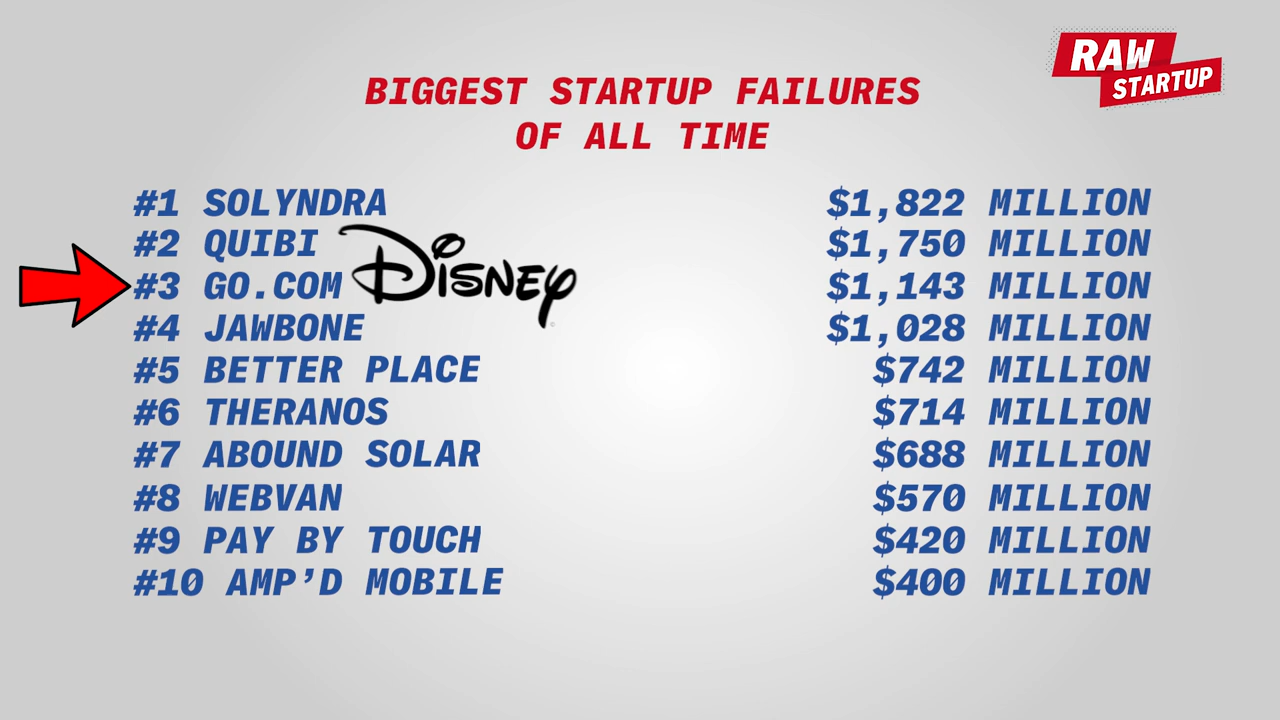 RAW
STARTUP
BIGGEST STARTUP FAILURES
OF ALL TIME
#1 SOLYNDRA $1,822 MILLION
#2 QUIBI $1,750 MILLION
#3 GO.COM DISNEY $1,143 MILLION
#4 JAWBONE $1,028 MILLION
#5 BETTER PLACE $742 MILLION
#6 THERANOS $714 MILLION
#7 ABOUND SOLAR $688 MILLION
#8 WEBVAN $570 MILLION
#9 PAY BY TOUCH $420 MILLION
#10 AMP’D MOBILE $400 MILLION